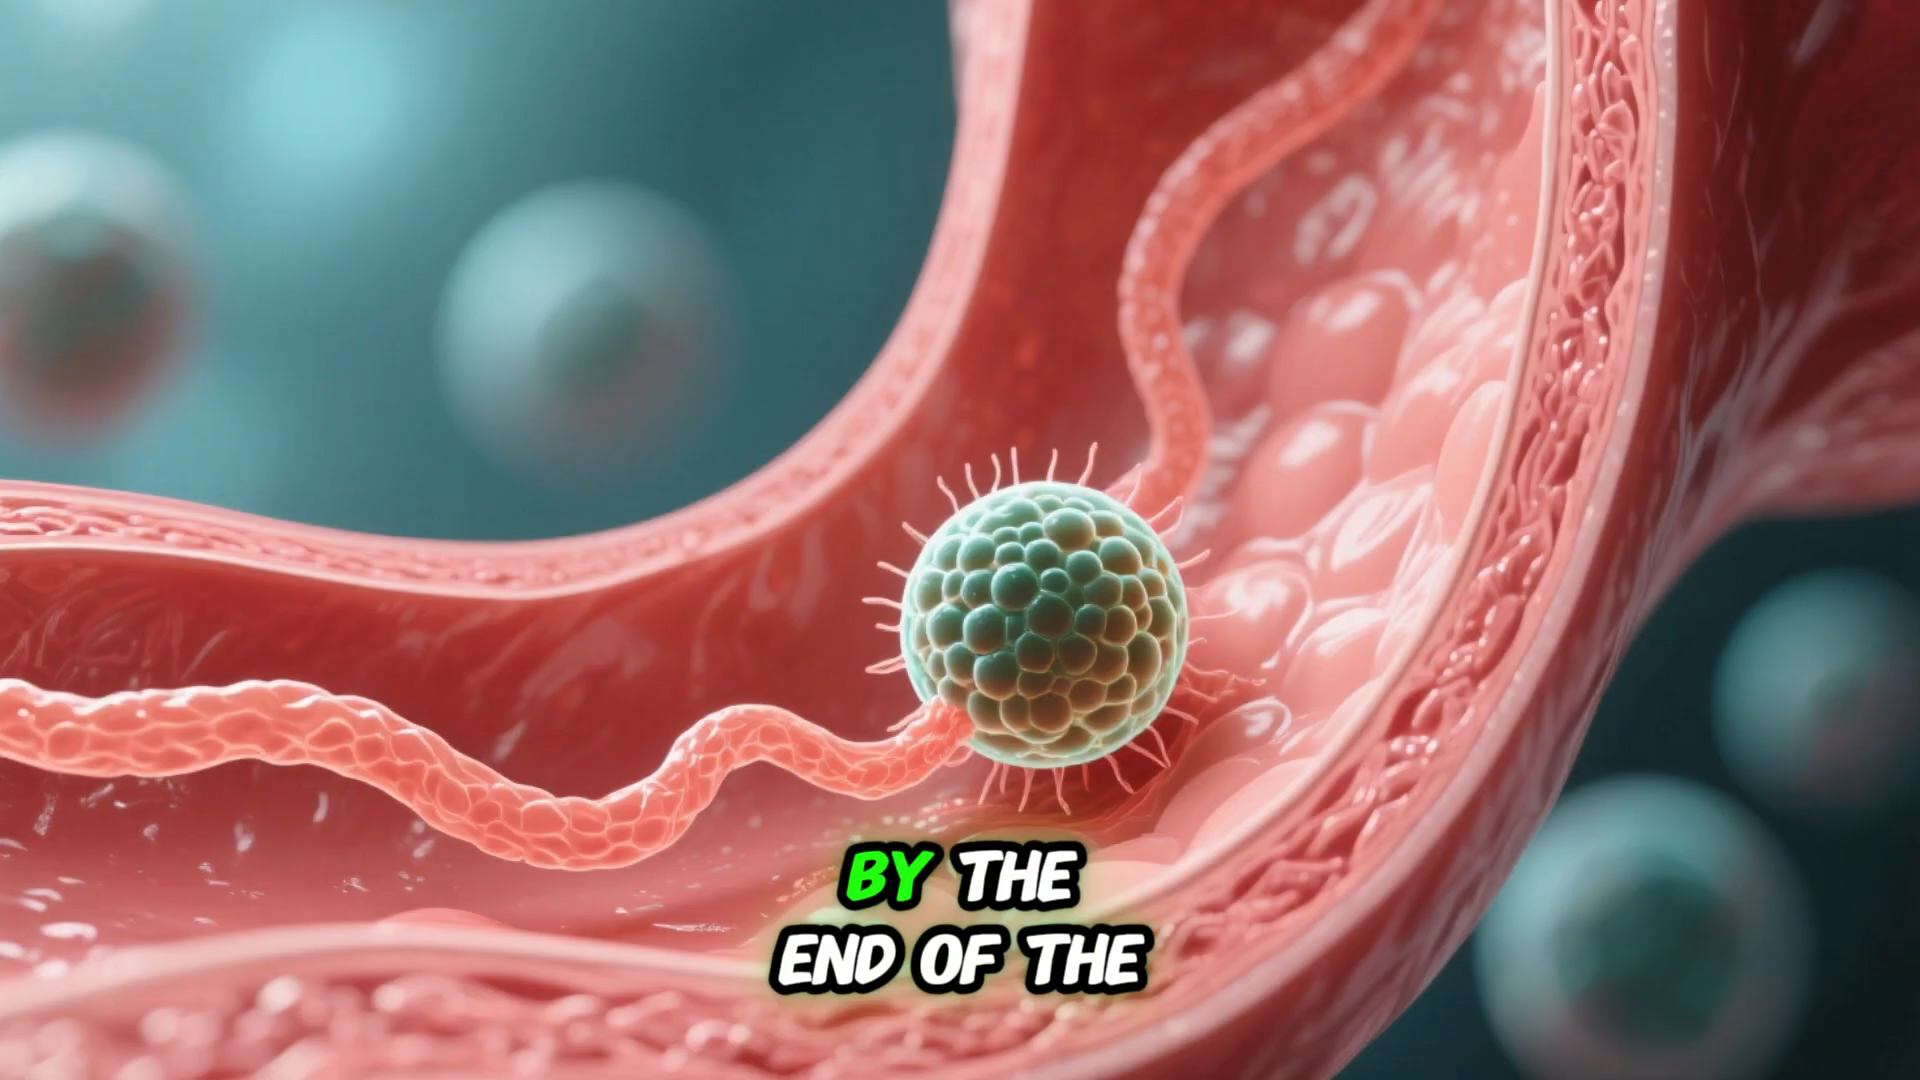 BY THE
END OF THE